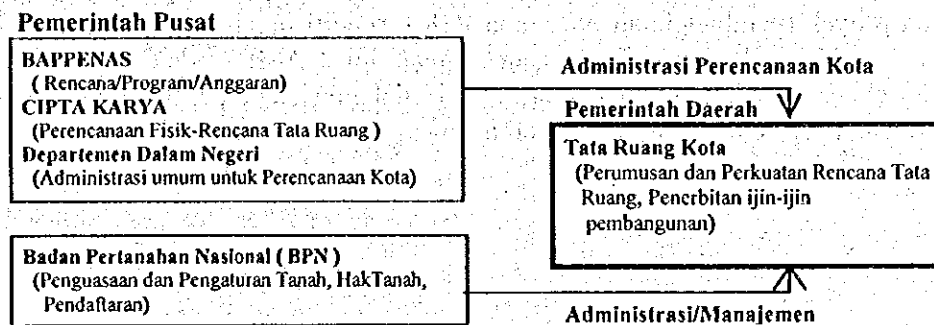 Pemerintah Pusat
BAPPENAS
( Rencana/Program/Anggaran)
CIPTA KARYA
(Perencanaan Fisik-Rencana Tata Ruang )
Departemen Dalam Negeri
(Administrasi umum untuk Perencanaan Kota)
Badan Pertanahan Nasional ( BPN )
(Penguasaan dan Pengaturan Tanah, HakTanah,
Pendaftaran)
Administrasi Perencanaan Kota
Pemerintah Daerah
Tata Ruang Kota
(Perumusan dan Perkuatan Rencana Tata
Ruang, Penerbitan ijin-ijin
pembangunan)
Administrasi/Manajemen